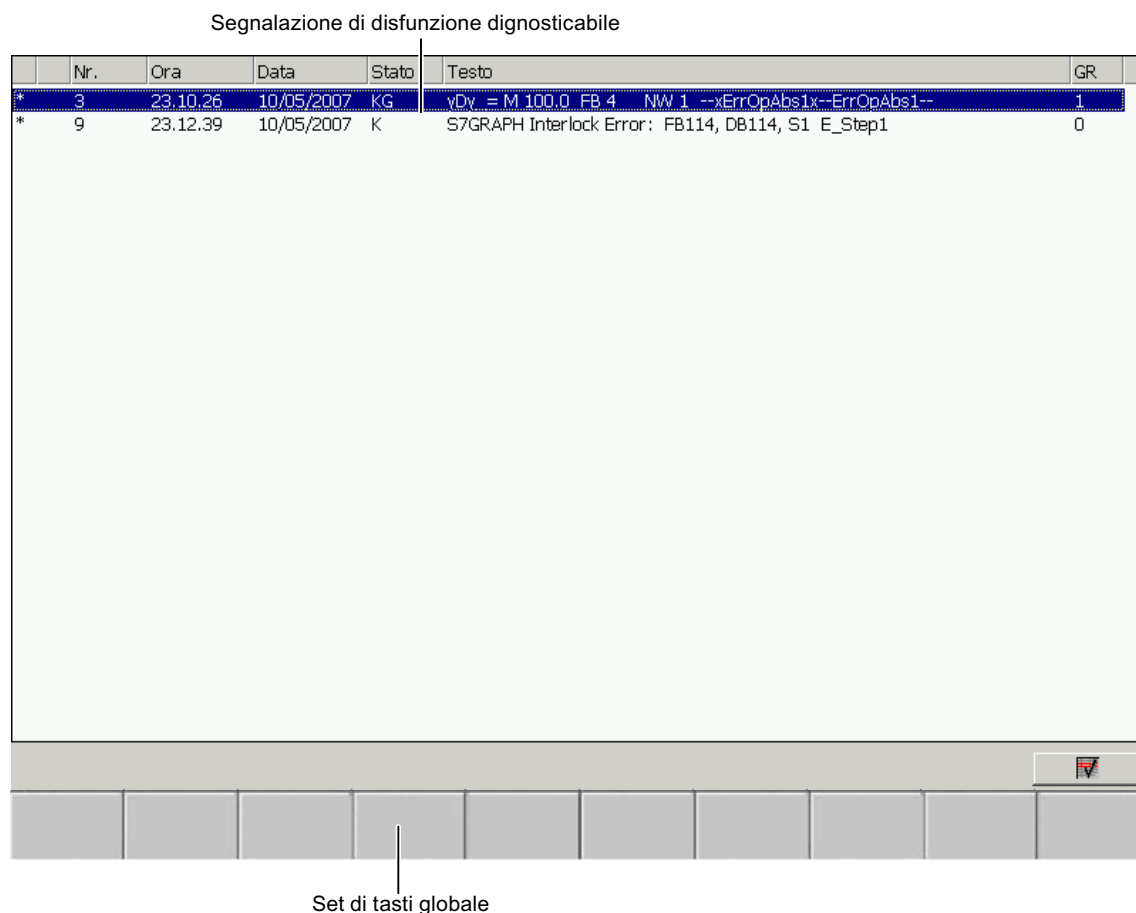 Segnalazione di disfunzione dignosticabile
Nr. Ora Data Stato Testo GR
* 3 23.10.26 10/05/2007 KG yDy = M 100.0 FB 4 NW 1 --xErrOpAbs1x--ErrOpAbs1-- 1
* 9 23.12.39 10/05/2007 K S7GRAPH Interlock Error: FB114, DB114, S1 E_Step1 0
Set di tasti globale